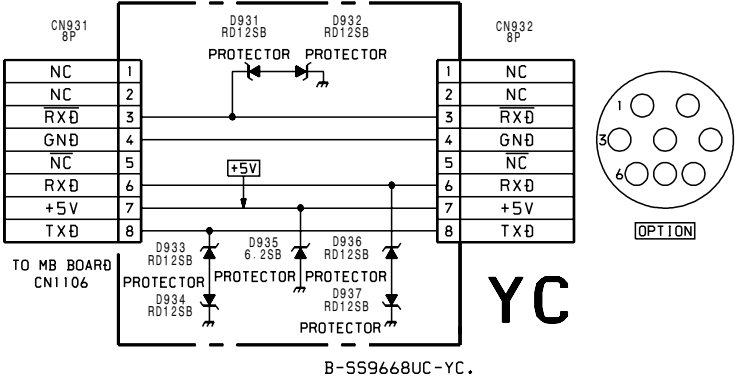 CN931
8P
D931
RD12SB
PROTECTOR
D932
RD12SB
PROTECTOR
CN932
8P
NC 1
NC 2
R̅X̅D̅ 3
GND 4
N̅C̅ 5
RXD 6
+5V 7
TXD 8
1 NC
2 NC
3 R̅X̅D̅
4 GND
5 N̅C̅
6 RXD
7 +5V
8 TXD
+5V
1
3
6
OPTION
TO MB BOARD
CN1106
D933
RD12SB
PROTECTOR
D934
RD12SB
D935
6.2SB
PROTECTOR
D936
RD12SB
PROTECTOR
D937
RD12SB
PROTECTOR
YC
B-SS9668UC-YC.